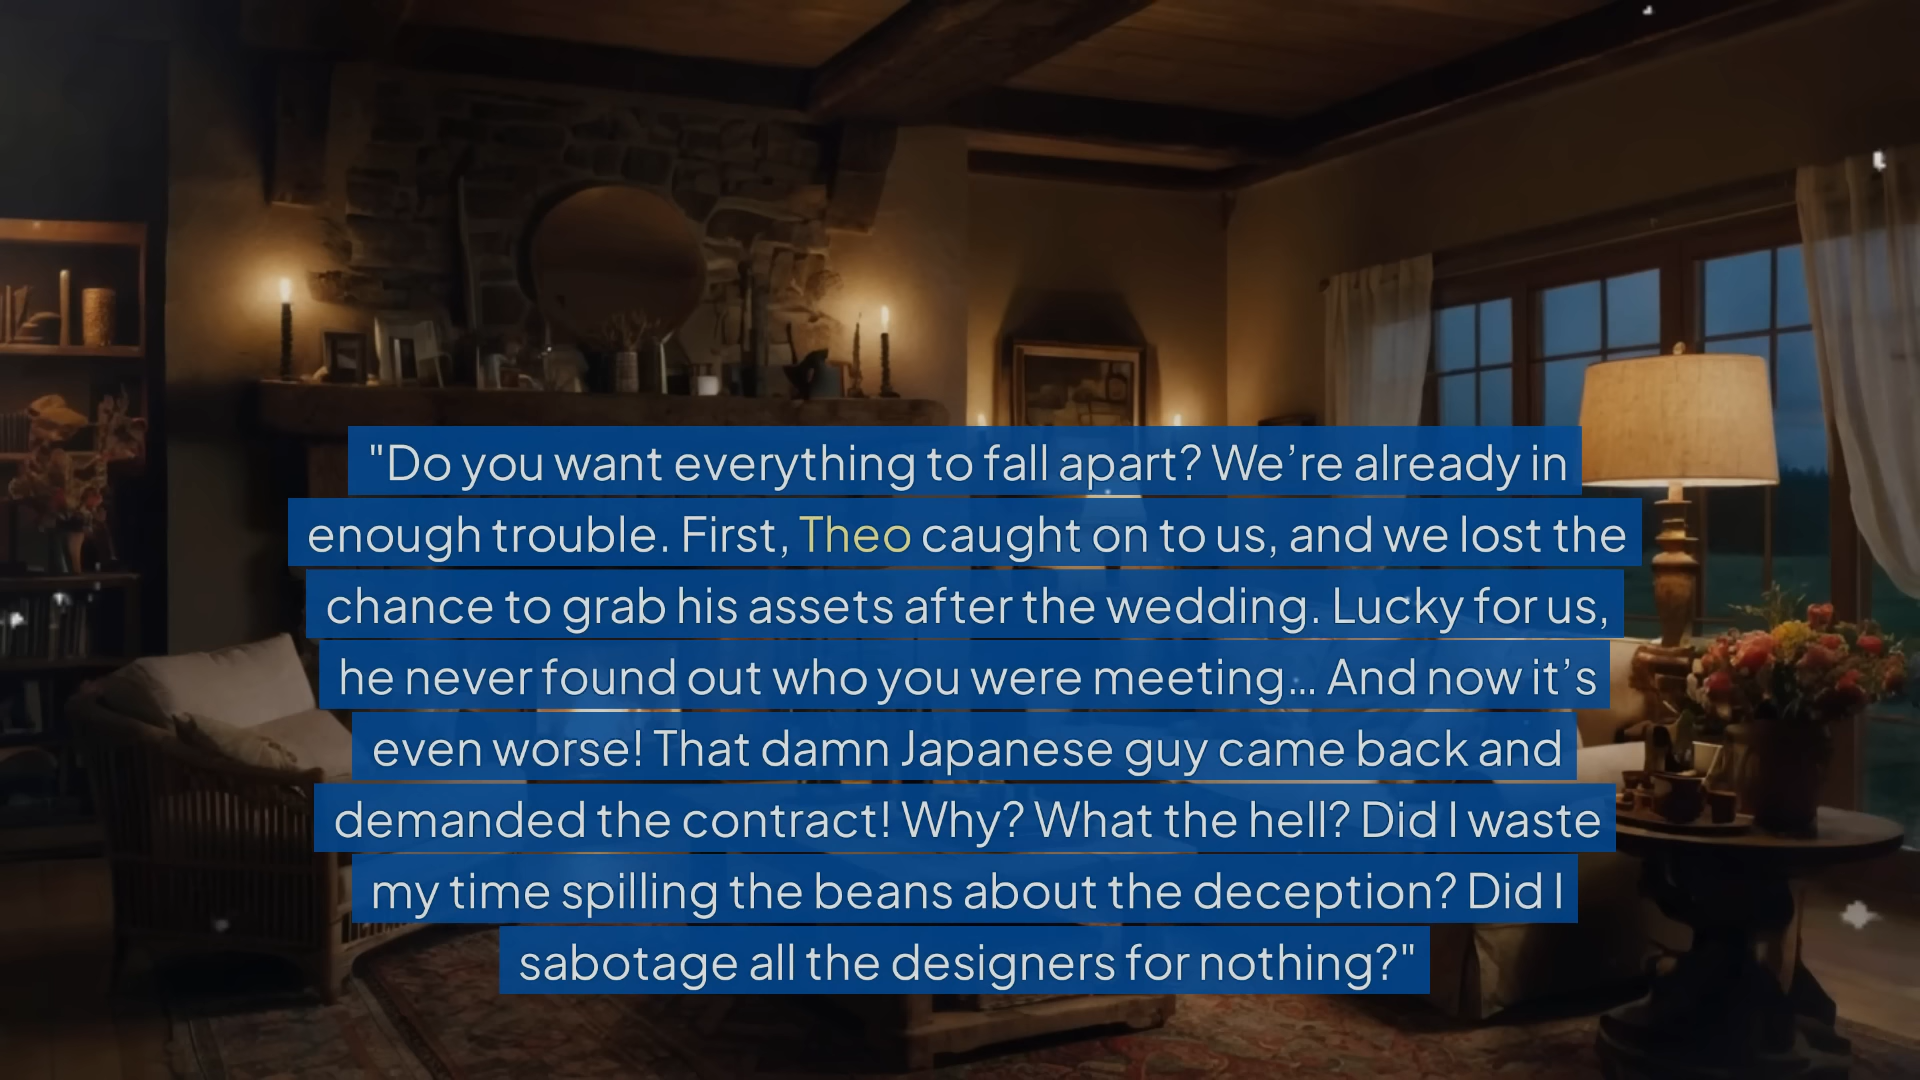 "Do you want everything to fall apart? We’re already in
enough trouble. First, Theo caught on to us, and we lost the
chance to grab his assets after the wedding. Lucky for us,
he never found out who you were meeting... And now it’s
even worse! That damn Japanese guy came back and
demanded the contract! Why? What the hell? Did I waste
my time spilling the beans about the deception? Did I
sabotage all the designers for nothing?"